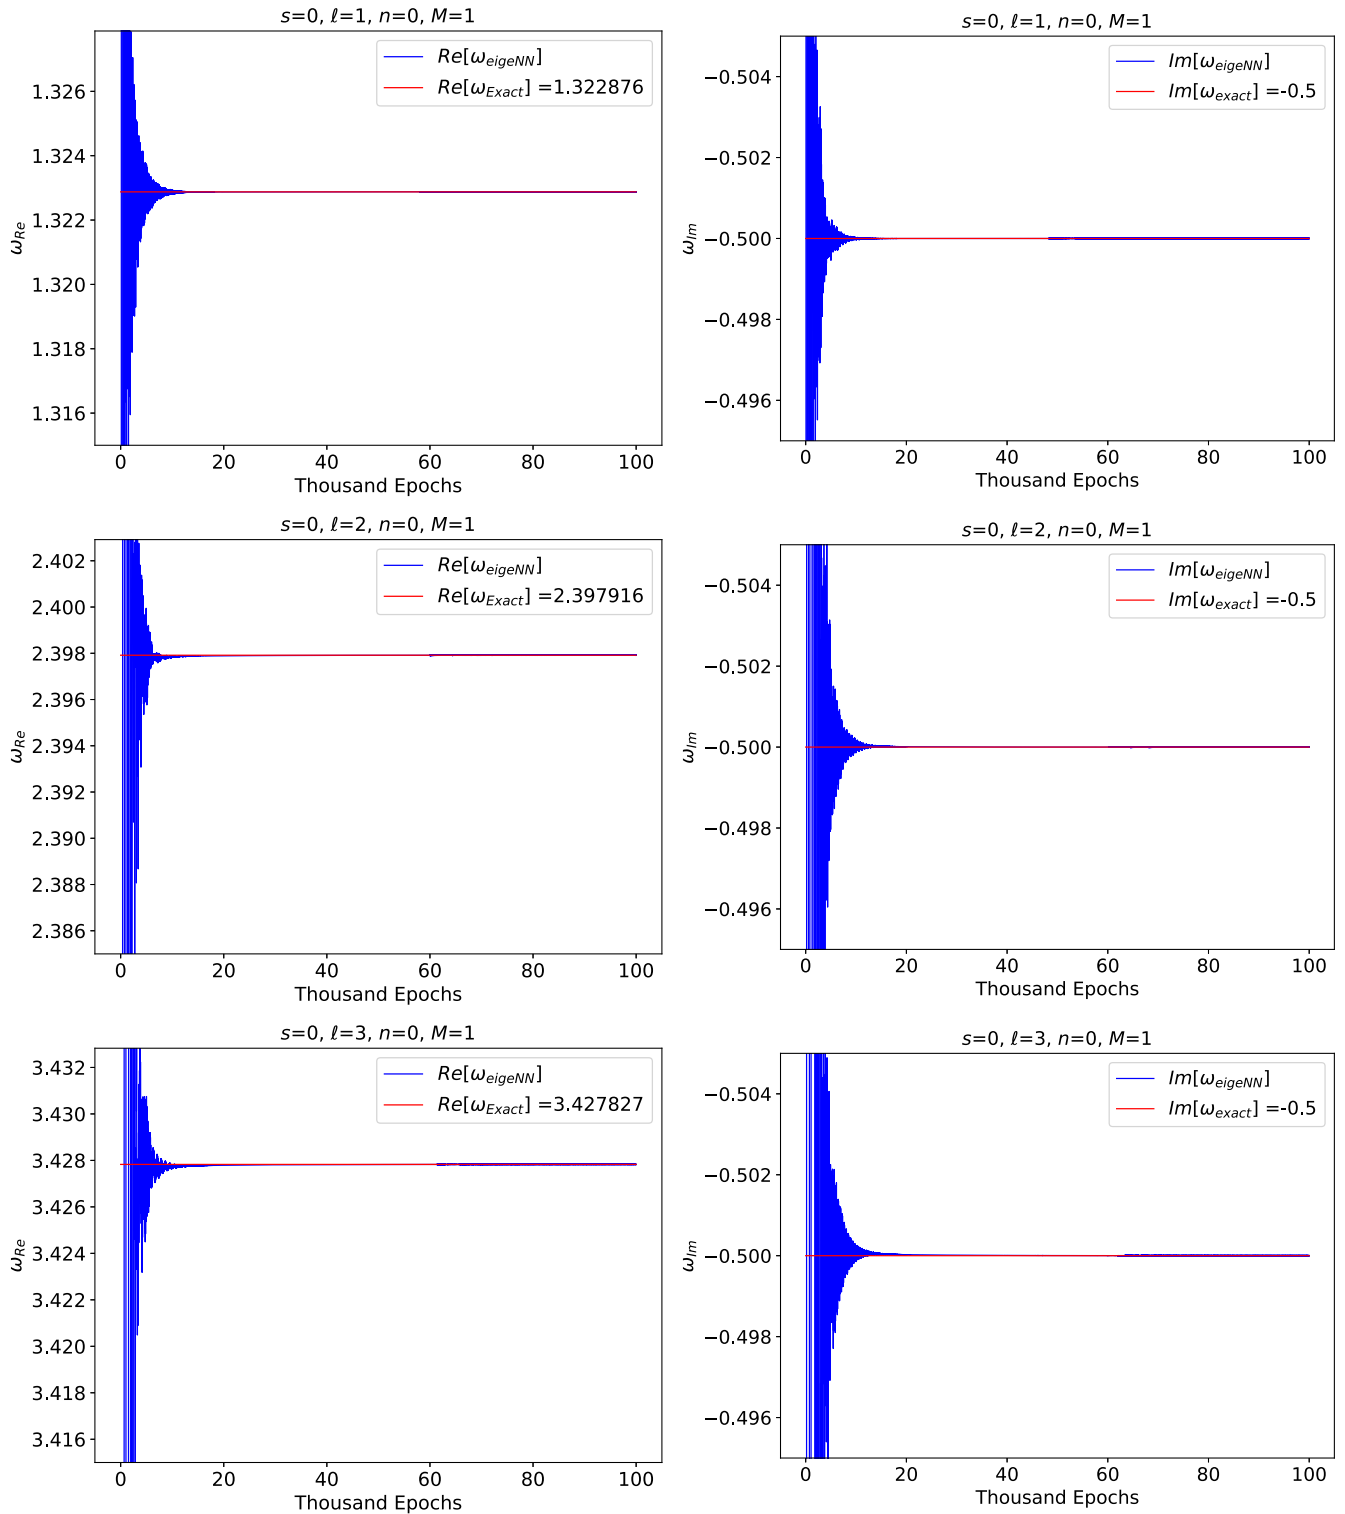 s=0, ℓ=1, n=0, M=1
Re[ω_eigeNN]
Re[ω_Exact] =1.322876
1.326
1.324
1.322
1.320
1.318
1.316
ω_Re
0 20 40 60 80 100
Thousand Epochs
s=0, ℓ=1, n=0, M=1
Im[ω_eigeNN]
Im[ω_exact] =-0.5
−0.504
−0.502
−0.500
−0.498
−0.496
ω_Im
0 20 40 60 80 100
Thousand Epochs
s=0, ℓ=2, n=0, M=1
Re[ω_eigeNN]
Re[ω_Exact] =2.397916
2.402
2.400
2.398
2.396
2.394
2.392
2.390
2.388
2.386
ω_Re
0 20 40 60 80 100
Thousand Epochs
s=0, ℓ=2, n=0, M=1
Im[ω_eigeNN]
Im[ω_exact] =-0.5
−0.504
−0.502
−0.500
−0.498
−0.496
ω_Im
0 20 40 60 80 100
Thousand Epochs
s=0, ℓ=3, n=0, M=1
Re[ω_eigeNN]
Re[ω_Exact] =3.427827
3.432
3.430
3.428
3.426
3.424
3.422
3.420
3.418
3.416
ω_Re
0 20 40 60 80 100
Thousand Epochs
s=0, ℓ=3, n=0, M=1
Im[ω_eigeNN]
Im[ω_exact] =-0.5
−0.504
−0.502
−0.500
−0.498
−0.496
ω_Im
0 20 40 60 80 100
Thousand Epochs